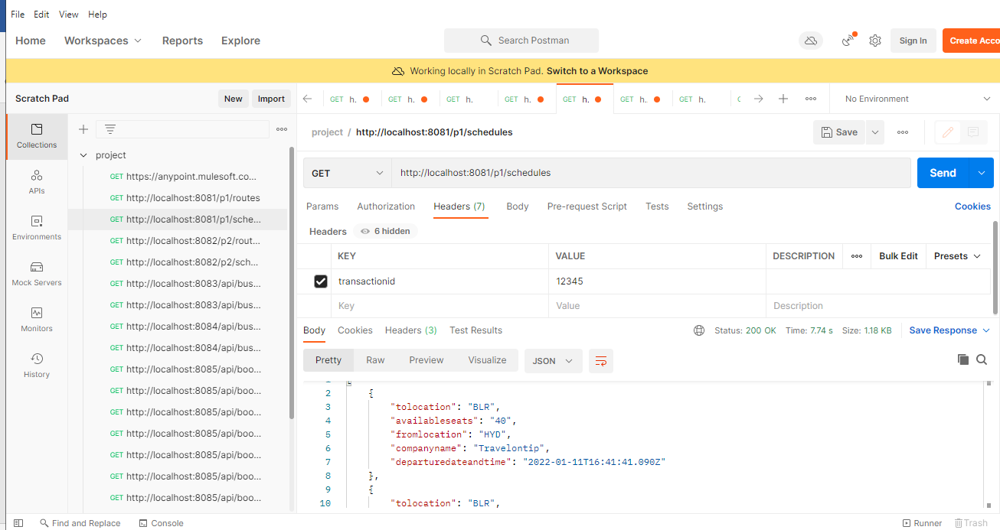 File Edit View Help
Home Workspaces Reports Explore Search Postman Sign In Create Acco
Working locally in Scratch Pad. Switch to a Workspace
Scratch Pad New Import GET h. GET h. GET h. GET h. GET h. GET h. GET h. No Environment
Collections
APIs
Environments
Mock Servers
Monitors
History
project
GET https://anypoint.mulesoft.co...
GET http://localhost:8081/p1/routes
GET http://localhost:8081/p1/sche...
GET http://localhost:8082/p2/rout...
GET http://localhost:8082/p2/sch...
GET http://localhost:8083/api/bus...
GET http://localhost:8083/api/bus...
GET http://localhost:8084/api/bus...
GET http://localhost:8084/api/bus...
GET http://localhost:8085/api/boo...
GET http://localhost:8085/api/boo...
GET http://localhost:8085/api/boo...
GET http://localhost:8085/api/boo...
GET http://localhost:8085/api/boo...
GET http://localhost:8085/api/boo...
GET http://localhost:8085/api/boo...
project / http://localhost:8081/p1/schedules Save
GET http://localhost:8081/p1/schedules Send
Params Authorization Headers (7) Body Pre-request Script Tests Settings Cookies
Headers 6 hidden
KEY VALUE DESCRIPTION Bulk Edit Presets
transactionid 12345
Key Value Description
Body Cookies Headers (3) Test Results Status: 200 OK Time: 7.74 s Size: 1.18 KB Save Response
Pretty Raw Preview Visualize JSON
2 {
3 "tolocation": "BLR",
4 "availableseats": "40",
5 "fromlocation": "HYD",
6 "companyname": "Travelontip",
7 "departuredateandtime": "2022-01-11T16:41:41.090Z"
8 },
9 {
10 "tolocation": "BLR",
Find and Replace Console Runner Trash